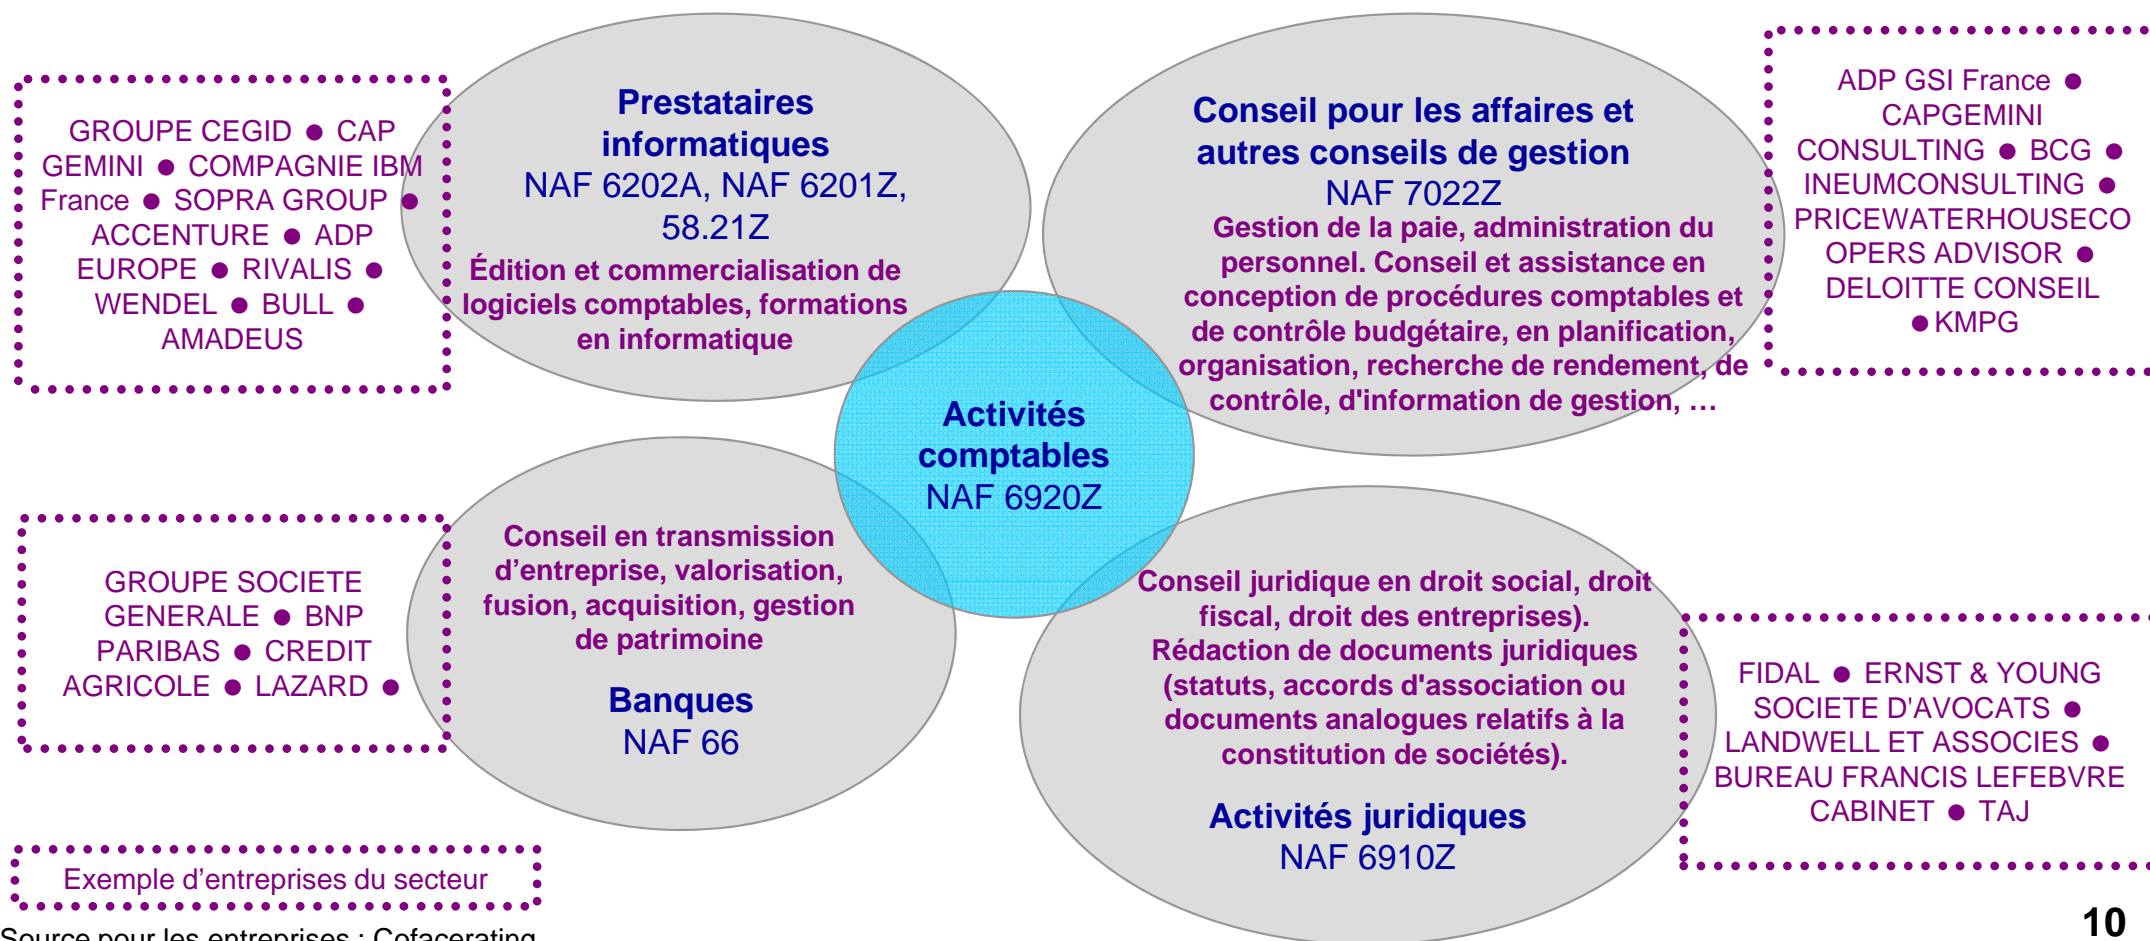 GROUPE CEGID ● CAP
GEMINI ● COMPAGNIE IBM
France ● SOPRA GROUP ●
ACCENTURE ● ADP
EUROPE ● RIVALIS ●
WENDEL ● BULL ●
AMADEUS
Prestataires
informatiques
NAF 6202A, NAF 6201Z,
58.21Z
Édition et commercialisation de
logiciels comptables, formations
en informatique
Conseil pour les affaires et
autres conseils de gestion
NAF 7022Z
Gestion de la paie, administration du
personnel. Conseil et assistance en
conception de procédures comptables et
de contrôle budgétaire, en planification,
organisation, recherche de rendement, de
contrôle, d'information de gestion, …
ADP GSI France ●
CAPGEMINI
CONSULTING ● BCG ●
INEUMCONSULTING ●
PRICEWATERHOUSECO
OPERS ADVISOR ●
DELOITTE CONSEIL
● KMPG
Activités
comptables
NAF 6920Z
GROUPE SOCIETE
GENERALE ● BNP
PARIBAS ● CREDIT
AGRICOLE ● LAZARD ●
Conseil en transmission
d’entreprise, valorisation,
fusion, acquisition, gestion
de patrimoine
Banques
NAF 66
Conseil juridique en droit social, droit
fiscal, droit des entreprises).
Rédaction de documents juridiques
(statuts, accords d'association ou
documents analogues relatifs à la
constitution de sociétés).
Activités juridiques
NAF 6910Z
FIDAL ● ERNST & YOUNG
SOCIETE D'AVOCATS ●
LANDWELL ET ASSOCIES ●
BUREAU FRANCIS LEFEBVRE
CABINET ● TAJ
Exemple d’entreprises du secteur
Source pour les entreprises : Cofacerating
10